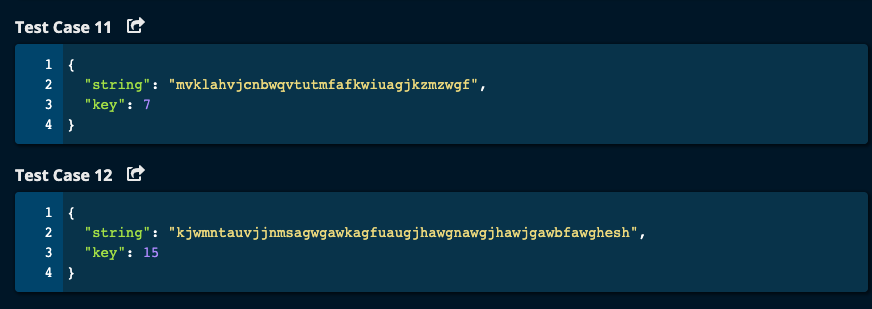 Test Case 11
1 {
2 "string": "mvklahvjcnbwqvtutmfafkwiuagjkzmzwgf",
3 "key": 7
4 }
Test Case 12
1 {
2 "string": "kjwmntauvjjnmsagwgawkagfuaugjhawgnawgjhawjgawbfawghesh",
3 "key": 15
4 }